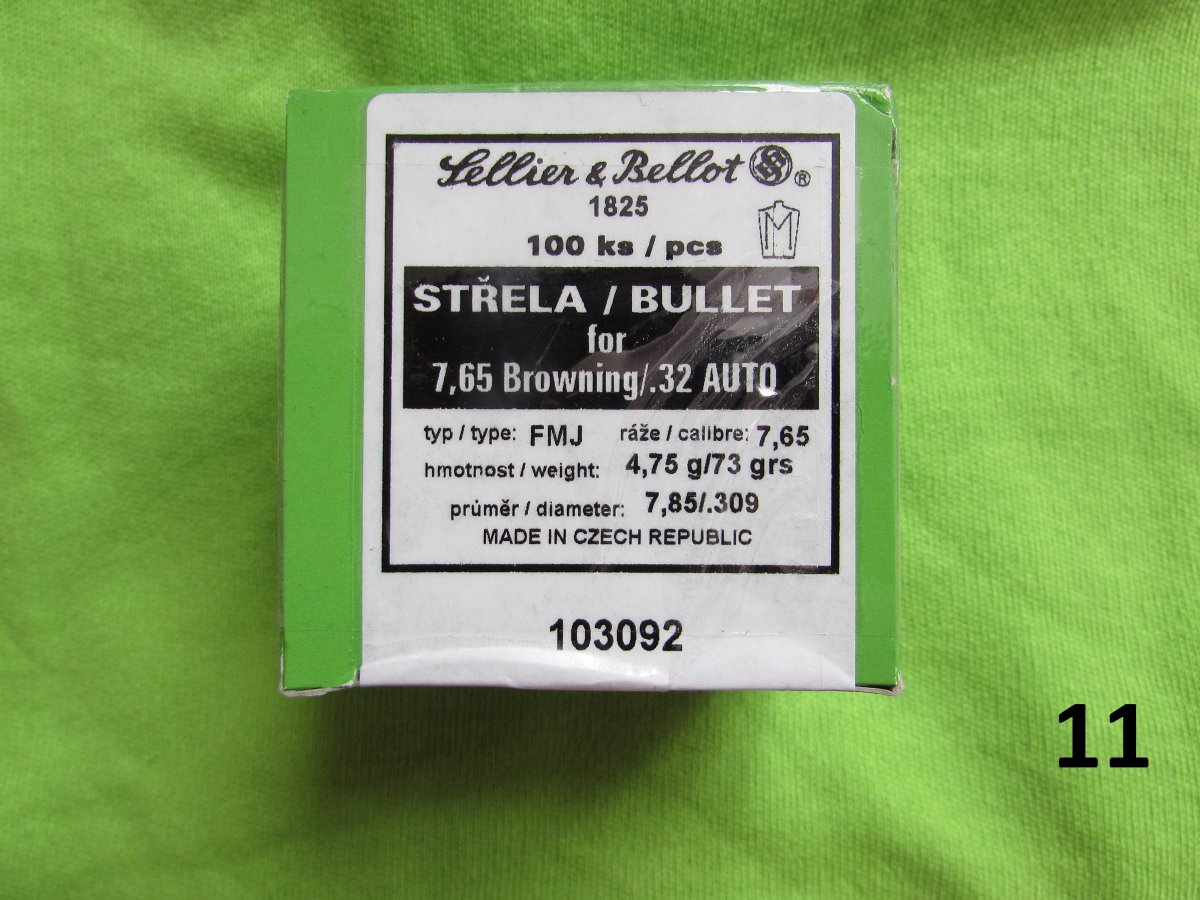 Sellier & Bellot ®
1825
100 ks / pcs
M
STŘELA / BULLET
for
7,65 Browning/.32 AUTO
typ / type: FMJ ráže / calibre: 7,65
hmotnost / weight: 4,75 g/73 grs
průměr / diameter: 7,85/.309
MADE IN CZECH REPUBLIC
103092
11